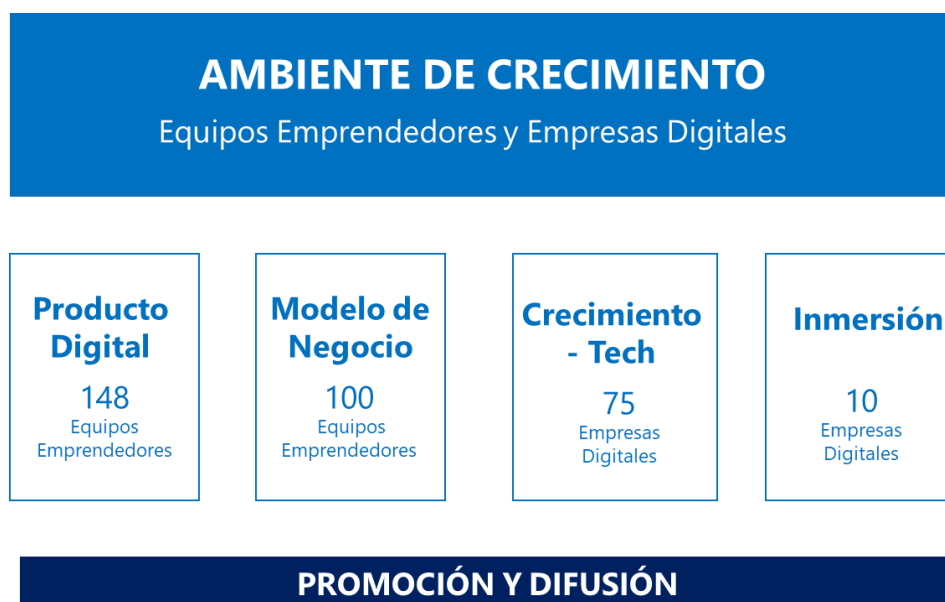 AMBIENTE DE CRECIMIENTO
Equipos Emprendedores y Empresas Digitales
Producto
Digital
148
Equipos
Emprendedores
Modelo de
Negocio
100
Equipos
Emprendedores
Crecimiento
- Tech
75
Empresas
Digitales
Inmersión
10
Empresas
Digitales
PROMOCIÓN Y DIFUSIÓN